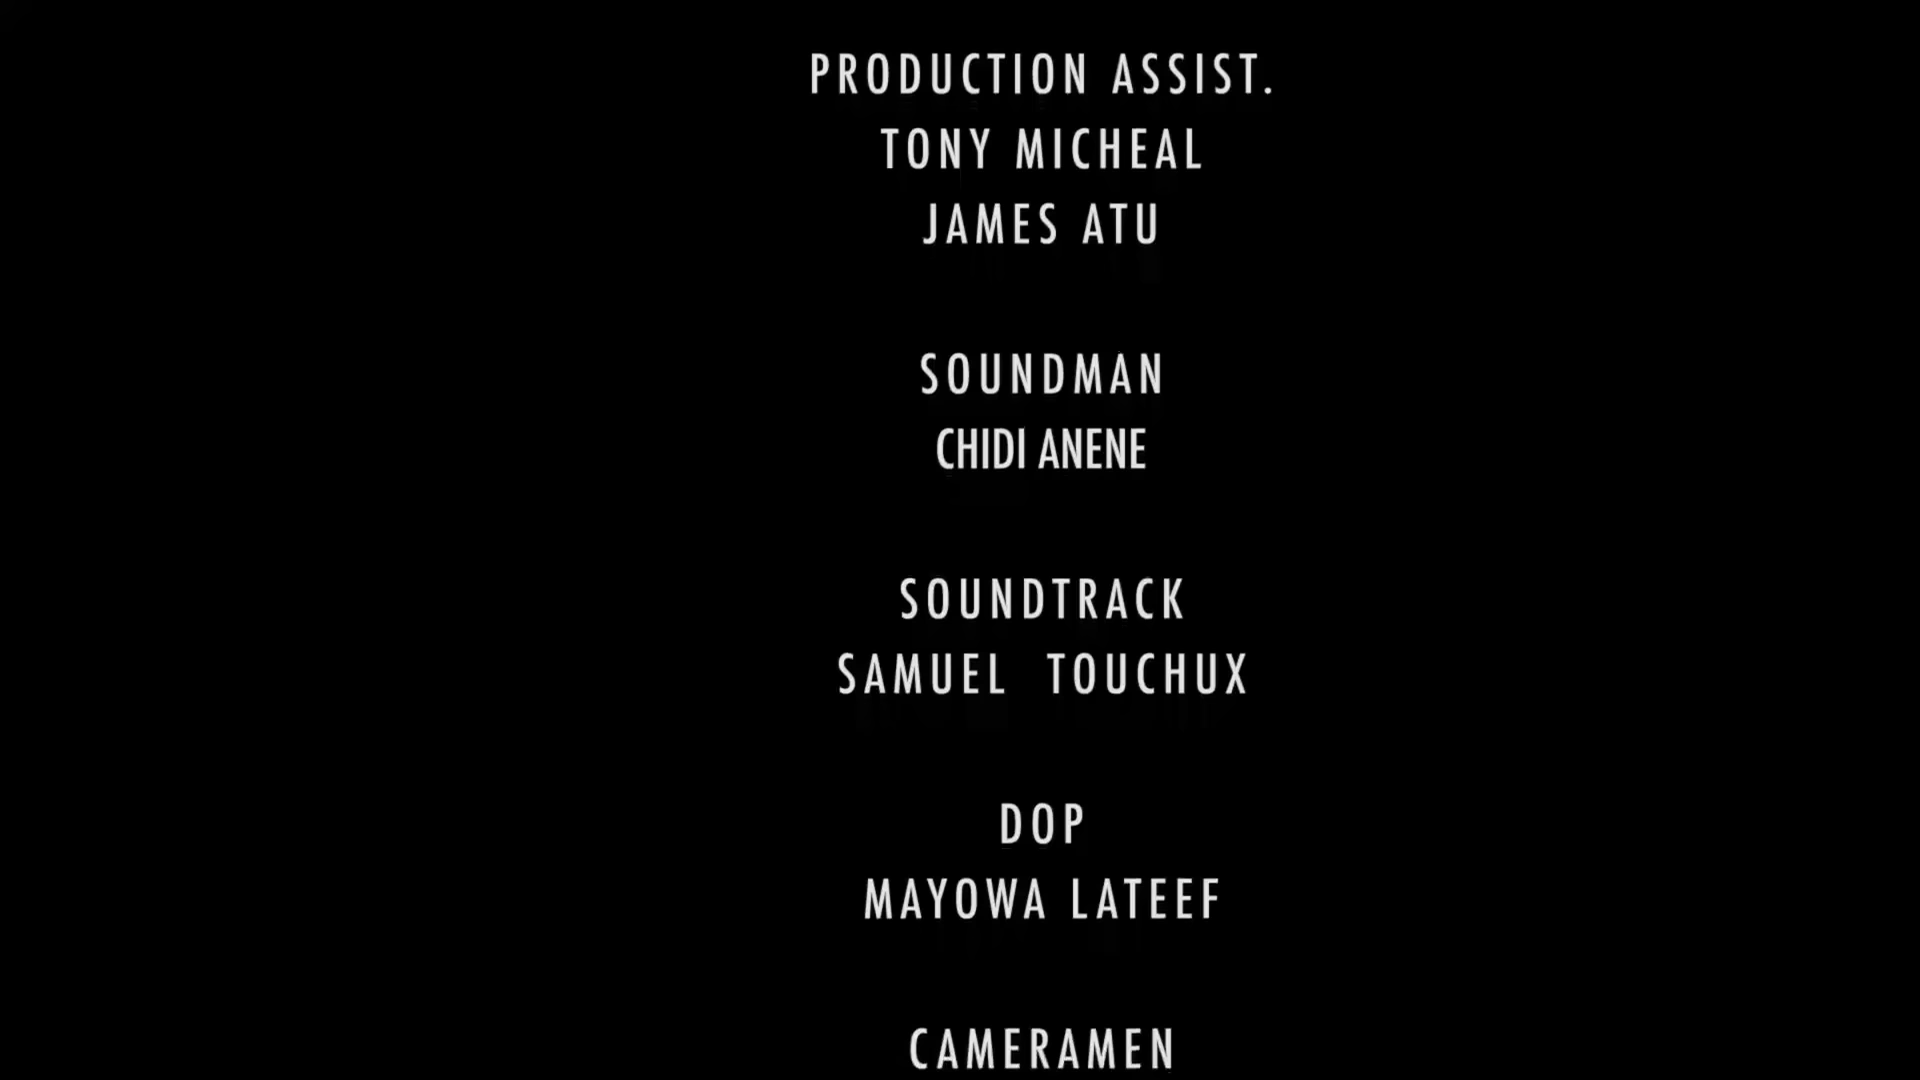 PRODUCTION ASSIST.
TONY MICHEAL
JAMES ATU
SOUNDMAN
CHIDI ANENE
SOUNDTRACK
SAMUEL TOUCHUX
DOP
MAYOWA LATEEF
CAMERAMEN